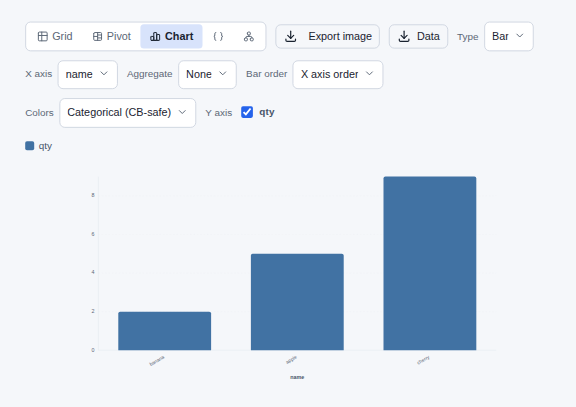 Grid Pivot Chart { } Export image Data Type Bar
X axis name Aggregate None Bar order X axis order
Colors Categorical (CB-safe) Y axis qty
qty
8
6
4
2
0
banana apple cherry
name